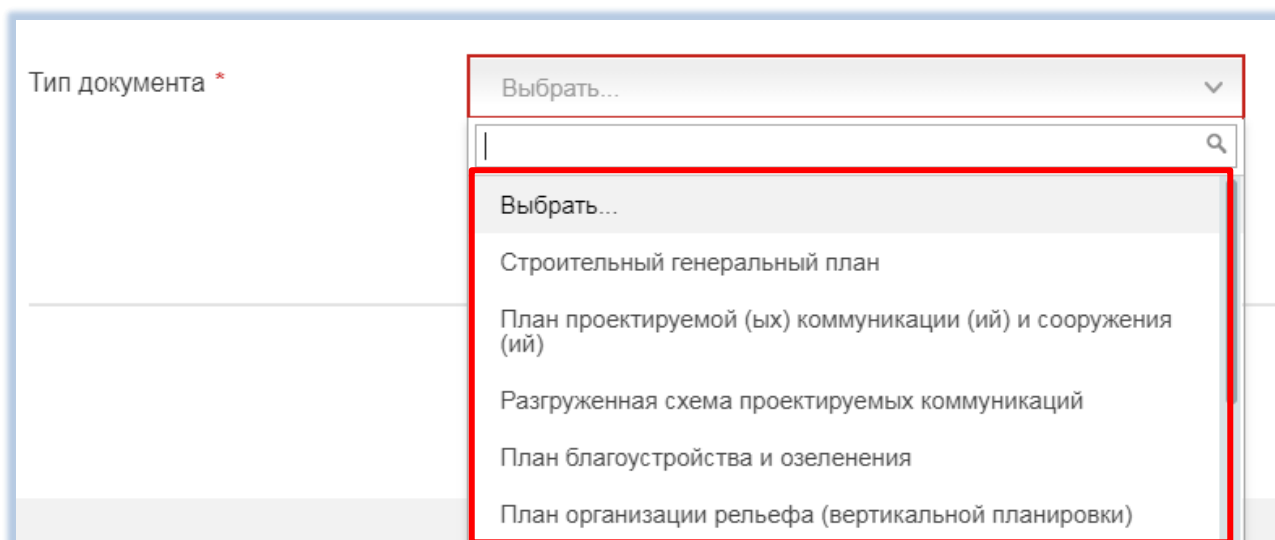 Тип документа *
Выбрать...
Выбрать...
Строительный генеральный план
План проектируемой (ых) коммуникации (ий) и сооружения
(ий)
Разгруженная схема проектируемых коммуникаций
План благоустройства и озеленения
План организации рельефа (вертикальной планировки)